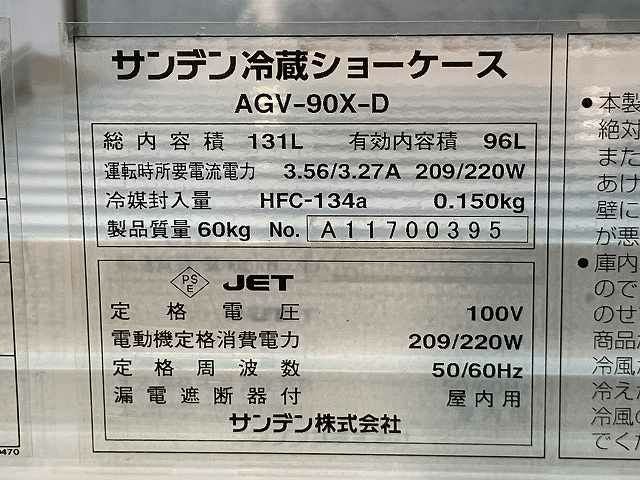 サンデン冷蔵ショーケース
AGV-90X-D
総内容積 131L 有効内容積 96L
運転時所要電流電力 3.56/3.27A 209/220W
冷媒封入量 HFC-134a 0.150kg
製品質量 60kg No. A11700395
PS E JET
定格電圧 100V
電動機定格消費電力 209/220W
定格周波数 50/60Hz
漏電遮断器付 屋内用
サンデン株式会社
●本製
絶対
また
あけ
壁に
が悪
●庫内
ので
のせ
商品
冷風
冷え
冷風の
でくた
0470